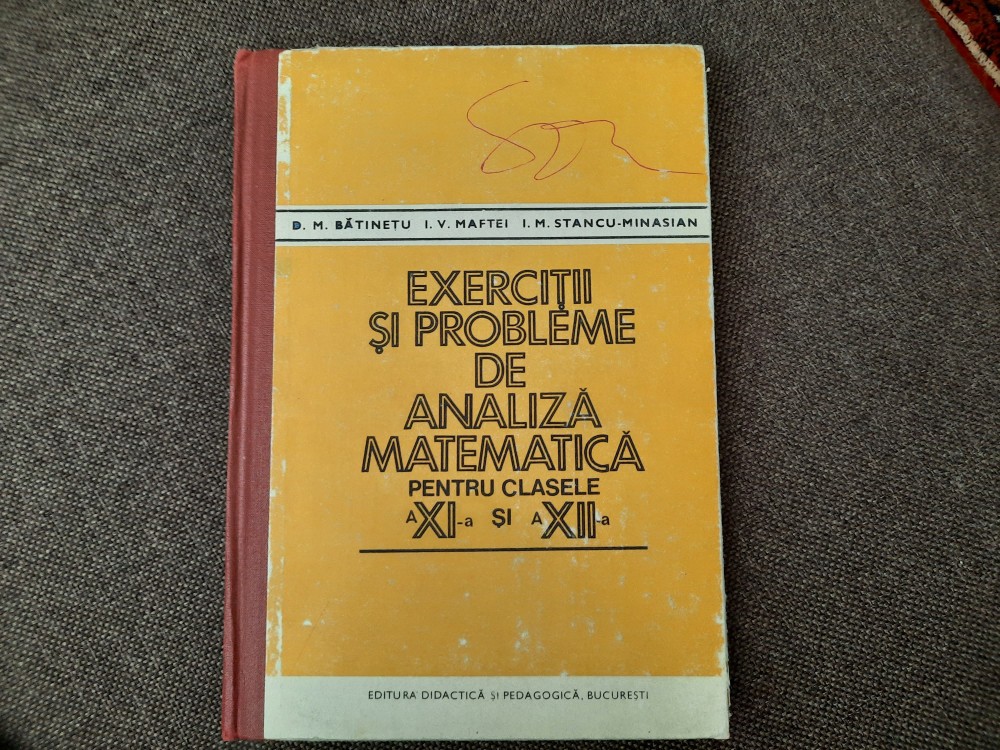 D. M. BĂTINEȚU I. V. MAFTEI I. M. STANCU-MINASIAN
EXERCIȚII
ȘI PROBLEME
DE
ANALIZĂ
MATEMATICĂ
PENTRU CLASELE
A XI-a ȘI A XII-a
EDITURA DIDACTICĂ ȘI PEDAGOGICĂ, BUCUREȘTI